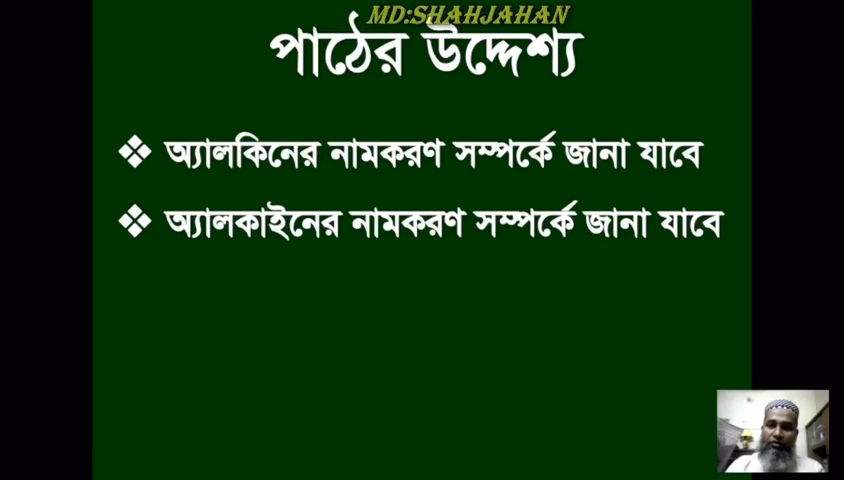 MD:SHAHJAHAN
পাঠের উদ্দেশ্য
❖ অ্যালকিনের নামকরণ সম্পর্কে জানা যাবে
❖ অ্যালকাইনের নামকরণ সম্পর্কে জানা যাবে